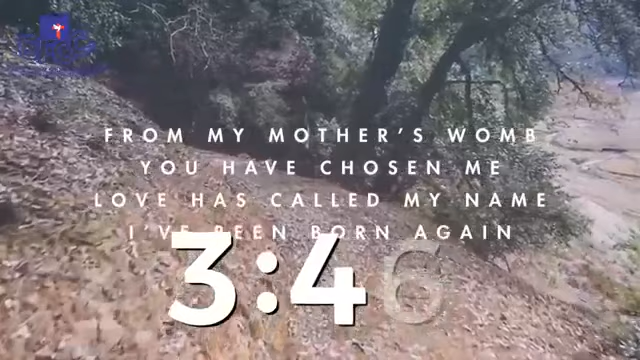 FROM MY MOTHER'S WOMB
YOU HAVE CHOSEN ME
LOVE HAS CALLED MY NAME
I'VE BEEN BORN AGAIN
3:46